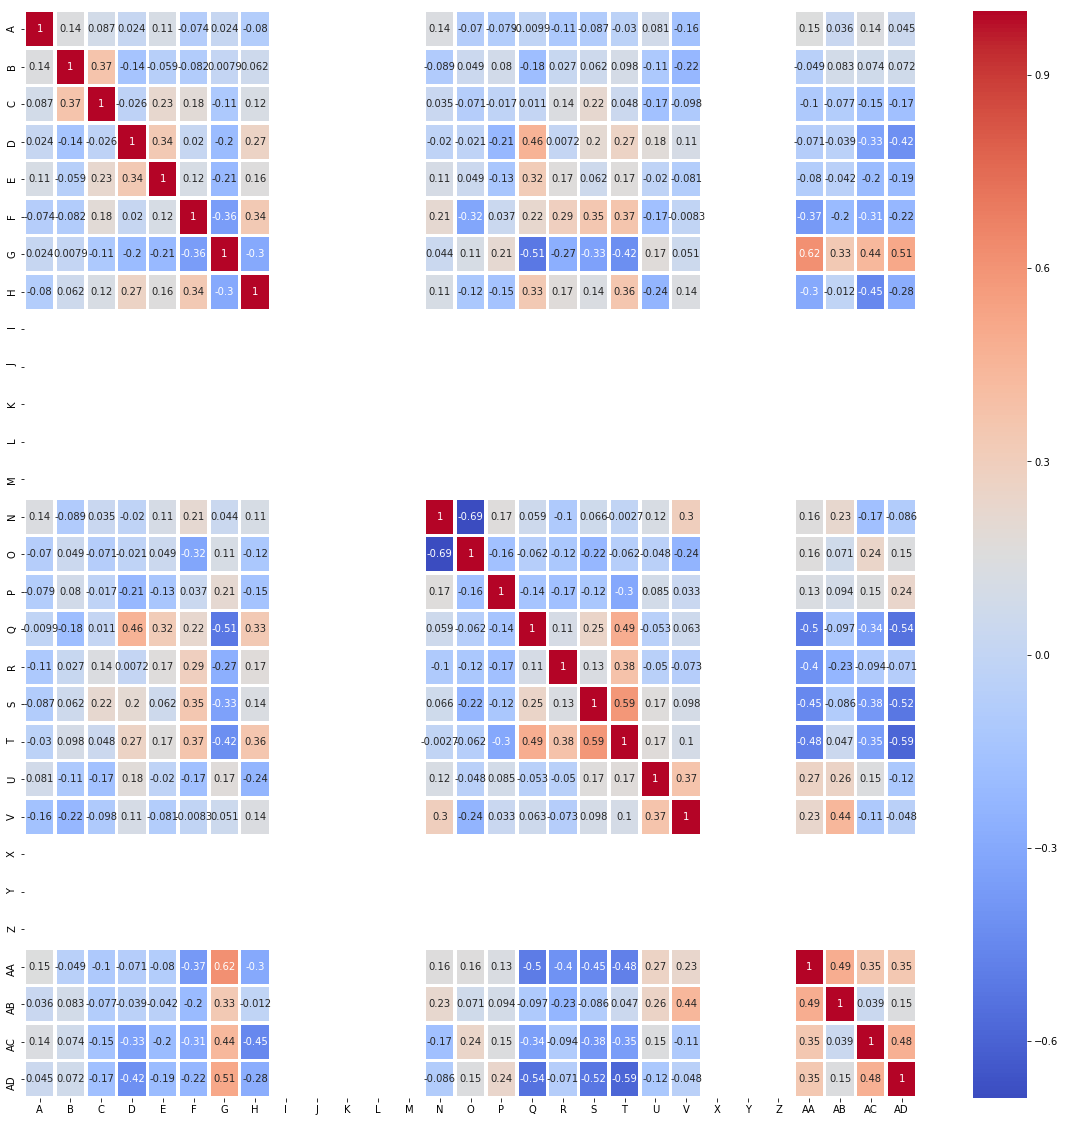 A 1 0.14 0.087 0.024 0.11 -0.074 0.024 -0.08 0.14 -0.07 -0.079 0.0099 -0.11 -0.087 -0.03 0.081 -0.16 0.15 0.036 0.14 0.045
0.9
B 0.14 1 0.37 -0.14 -0.059 -0.082 0.0079 0.062 -0.089 0.049 0.08 -0.18 0.027 0.062 0.098 -0.11 -0.22 -0.049 0.083 0.074 0.072
C 0.087 0.37 1 -0.026 0.23 0.18 -0.11 0.12 0.035 -0.071 -0.017 0.011 0.14 0.22 0.048 -0.17 -0.098 -0.1 -0.077 -0.15 -0.17
D 0.024 -0.14 -0.026 1 0.34 0.02 -0.2 0.27 -0.02 -0.021 -0.21 0.46 0.0072 0.2 0.27 0.18 0.11 -0.071 -0.039 -0.33 -0.42
E 0.11 -0.059 0.23 0.34 1 0.12 -0.21 0.16 0.11 0.049 -0.13 0.32 0.17 0.062 0.17 -0.02 -0.081 -0.08 -0.042 -0.2 -0.19
F -0.074 -0.082 0.18 0.02 0.12 1 -0.36 0.34 0.21 -0.32 0.037 0.22 0.29 0.35 0.37 -0.17 -0.0083 -0.37 -0.2 -0.31 -0.22
G 0.024 0.0079 -0.11 -0.2 -0.21 -0.36 1 -0.3 0.044 0.11 0.21 -0.51 -0.27 -0.33 -0.42 0.17 0.051 0.62 0.33 0.44 0.51
0.6
H -0.08 0.062 0.12 0.27 0.16 0.34 -0.3 1 0.11 -0.12 -0.15 0.33 0.17 0.14 0.36 -0.24 0.14 -0.3 -0.012 -0.45 -0.28
I
J
K
L
0.3
M
N 0.14 -0.089 0.035 -0.02 0.11 0.21 0.044 0.11 1 -0.69 0.17 0.059 -0.1 0.066 -0.0027 0.12 0.3 0.16 0.23 -0.17 -0.086
O -0.07 0.049 -0.071 -0.021 0.049 -0.32 0.11 -0.12 -0.69 1 -0.16 -0.062 -0.12 -0.22 -0.062 -0.048 -0.24 0.16 0.071 0.24 0.15
P -0.079 0.08 -0.017 -0.21 -0.13 0.037 0.21 -0.15 0.17 -0.16 1 -0.14 -0.17 -0.12 -0.3 0.085 0.033 0.13 0.094 0.15 0.24
Q -0.0099 -0.18 0.011 0.46 0.32 0.22 -0.51 0.33 0.059 -0.062 -0.14 1 0.11 0.25 0.49 -0.053 0.063 -0.5 -0.097 -0.34 -0.54
0.0
R -0.11 0.027 0.14 0.0072 0.17 0.29 -0.27 0.17 -0.1 -0.12 -0.17 0.11 1 0.13 0.38 -0.05 -0.073 -0.4 -0.23 -0.094 -0.071
S -0.087 0.062 0.22 0.2 0.062 0.35 -0.33 0.14 0.066 -0.22 -0.12 0.25 0.13 1 0.59 0.17 0.098 -0.45 -0.086 -0.38 -0.52
T -0.03 0.098 0.048 0.27 0.17 0.37 -0.42 0.36 -0.0027 -0.062 -0.3 0.49 0.38 0.59 1 0.17 0.1 -0.48 0.047 -0.35 -0.59
U 0.081 -0.11 -0.17 0.18 -0.02 -0.17 0.17 -0.24 0.12 -0.048 0.085 -0.053 -0.05 0.17 0.17 1 0.37 0.27 0.26 0.15 -0.12
V -0.16 -0.22 -0.098 0.11 -0.081 -0.0083 0.051 0.14 0.3 -0.24 0.033 0.063 -0.073 0.098 0.1 0.37 1 0.23 0.44 -0.11 -0.048
X
−0.3
Y
Z
AA 0.15 -0.049 -0.1 -0.071 -0.08 -0.37 0.62 -0.3 0.16 0.16 0.13 -0.5 -0.4 -0.45 -0.48 0.27 0.23 1 0.49 0.35 0.35
AB 0.036 0.083 -0.077 -0.039 -0.042 -0.2 0.33 -0.012 0.23 0.071 0.094 -0.097 -0.23 -0.086 0.047 0.26 0.44 0.49 1 0.039 0.15
AC 0.14 0.074 -0.15 -0.33 -0.2 -0.31 0.44 -0.45 -0.17 0.24 0.15 -0.34 -0.094 -0.38 -0.35 0.15 -0.11 0.35 0.039 1 0.48
−0.6
AD 0.045 0.072 -0.17 -0.42 -0.19 -0.22 0.51 -0.28 -0.086 0.15 0.24 -0.54 -0.071 -0.52 -0.59 -0.12 -0.048 0.35 0.15 0.48 1
A B C D E F G H I J K L M N O P Q R S T U V X Y Z AA AB AC AD